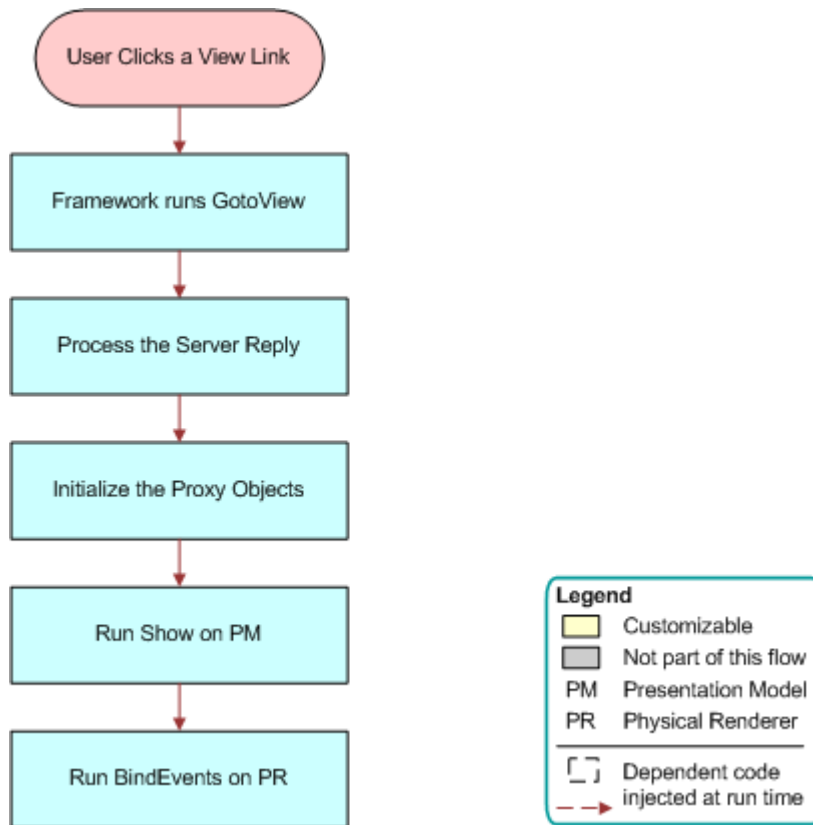 User Clicks a View Link
Framework runs GotoView
Process the Server Reply
Initialize the Proxy Objects
Run Show on PM
Run BindEvents on PR
Legend
Customizable
Not part of this flow
PM Presentation Model
PR Physical Renderer
Dependent code
injected at run time